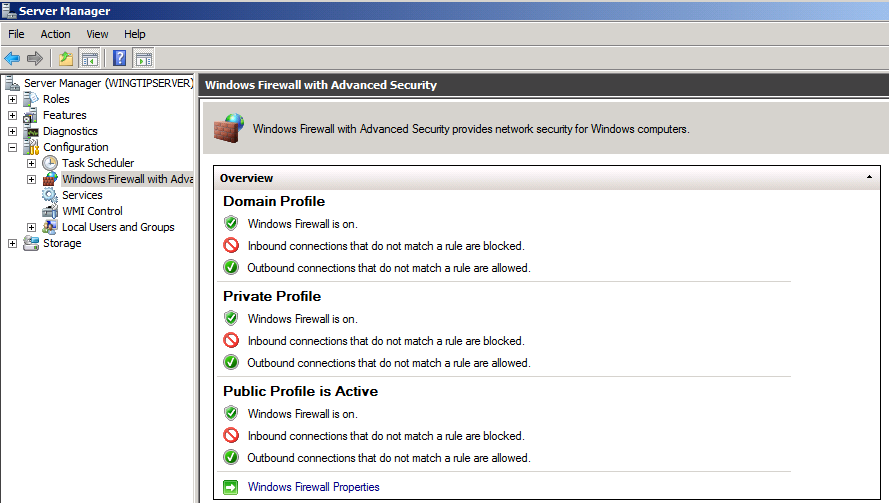 Server Manager
File Action View Help
Server Manager (WINGTIPSERVER)
Roles
Features
Diagnostics
Configuration
Task Scheduler
Windows Firewall with Adva
Services
WMI Control
Local Users and Groups
Storage
Windows Firewall with Advanced Security
Windows Firewall with Advanced Security provides network security for Windows computers.
Overview
Domain Profile
Windows Firewall is on.
Inbound connections that do not match a rule are blocked.
Outbound connections that do not match a rule are allowed.
Private Profile
Windows Firewall is on.
Inbound connections that do not match a rule are blocked.
Outbound connections that do not match a rule are allowed.
Public Profile is Active
Windows Firewall is on.
Inbound connections that do not match a rule are blocked.
Outbound connections that do not match a rule are allowed.
Windows Firewall Properties